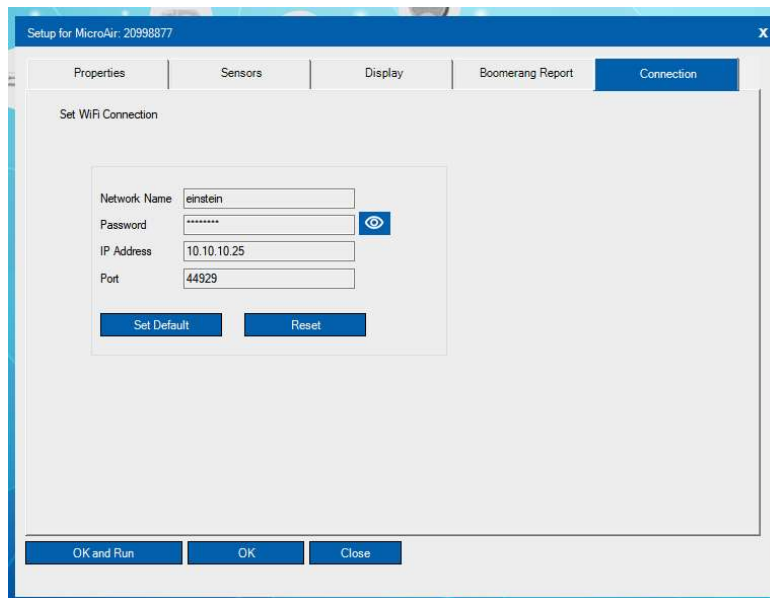 Setup for MicroAir: 20998877 X
Properties Sensors Display Boomerang Report Connection
Set WiFi Connection
Network Name einstein
Password ********
IP Address 10.10.10.25
Port 44929
Set Default Reset
OK and Run OK Close